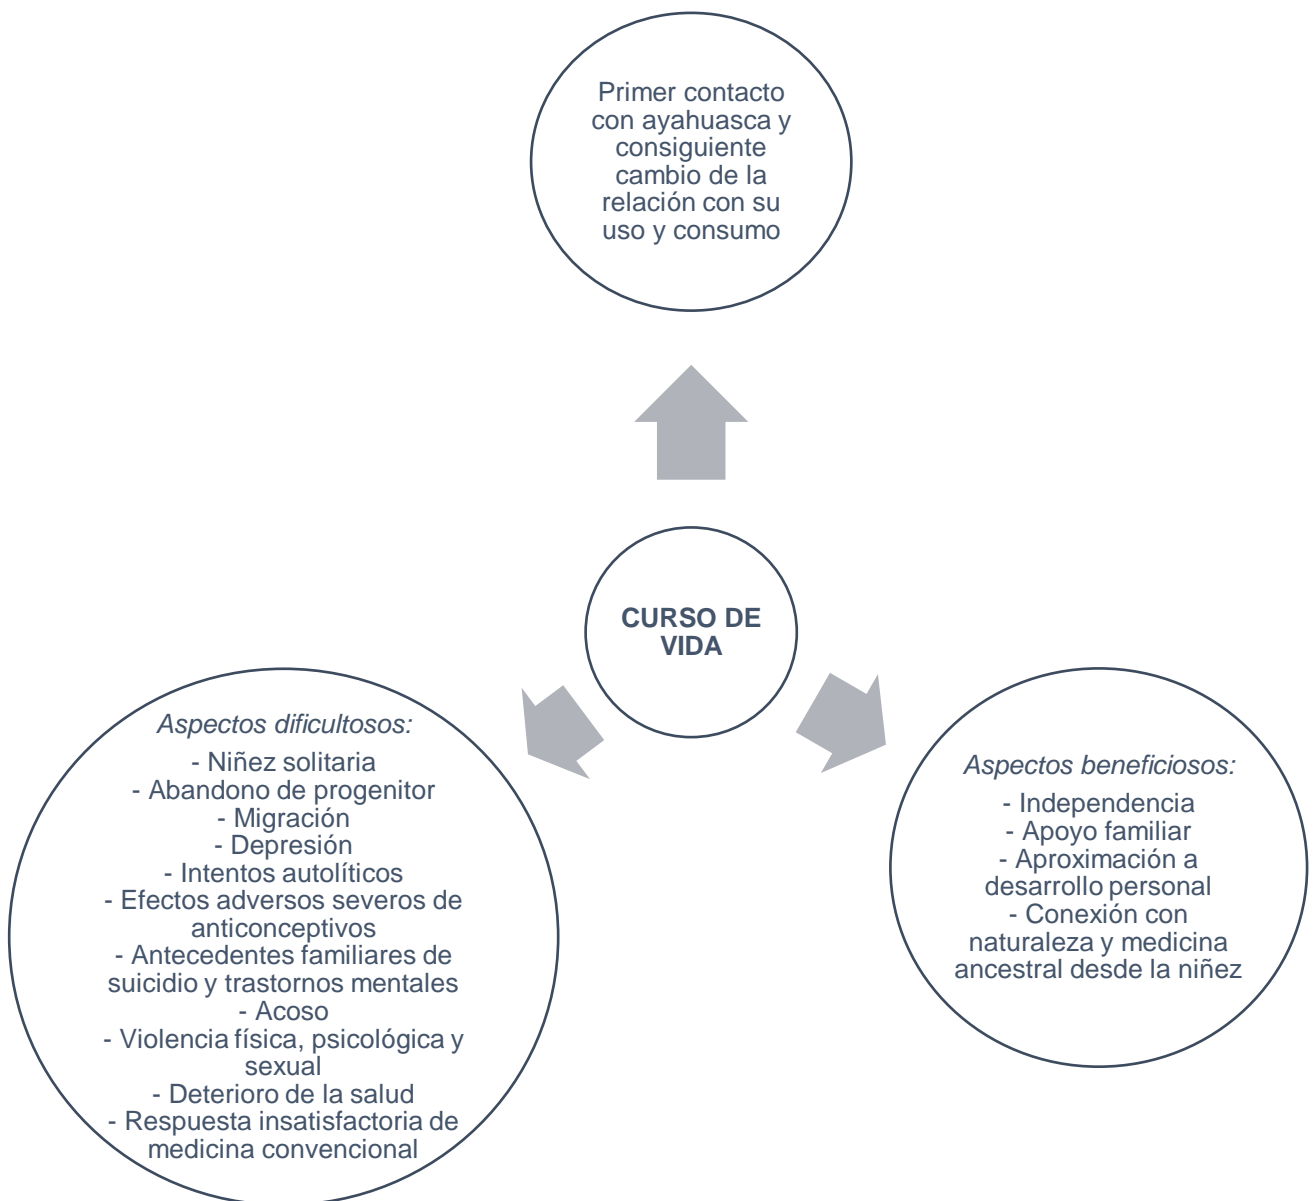 Primer contacto
con ayahuasca y
consiguiente
cambio de la
relación con su
uso y consumo
CURSO DE
VIDA
Aspectos dificultosos:
- Niñez solitaria
- Abandono de progenitor
- Migración
- Depresión
- Intentos autolíticos
- Efectos adversos severos de
anticonceptivos
- Antecedentes familiares de
suicidio y trastornos mentales
- Acoso
- Violencia física, psicológica y
sexual
- Deterioro de la salud
- Respuesta insatisfactoria de
medicina convencional
Aspectos beneficiosos:
- Independencia
- Apoyo familiar
- Aproximación a
desarrollo personal
- Conexión con
naturaleza y medicina
ancestral desde la niñez